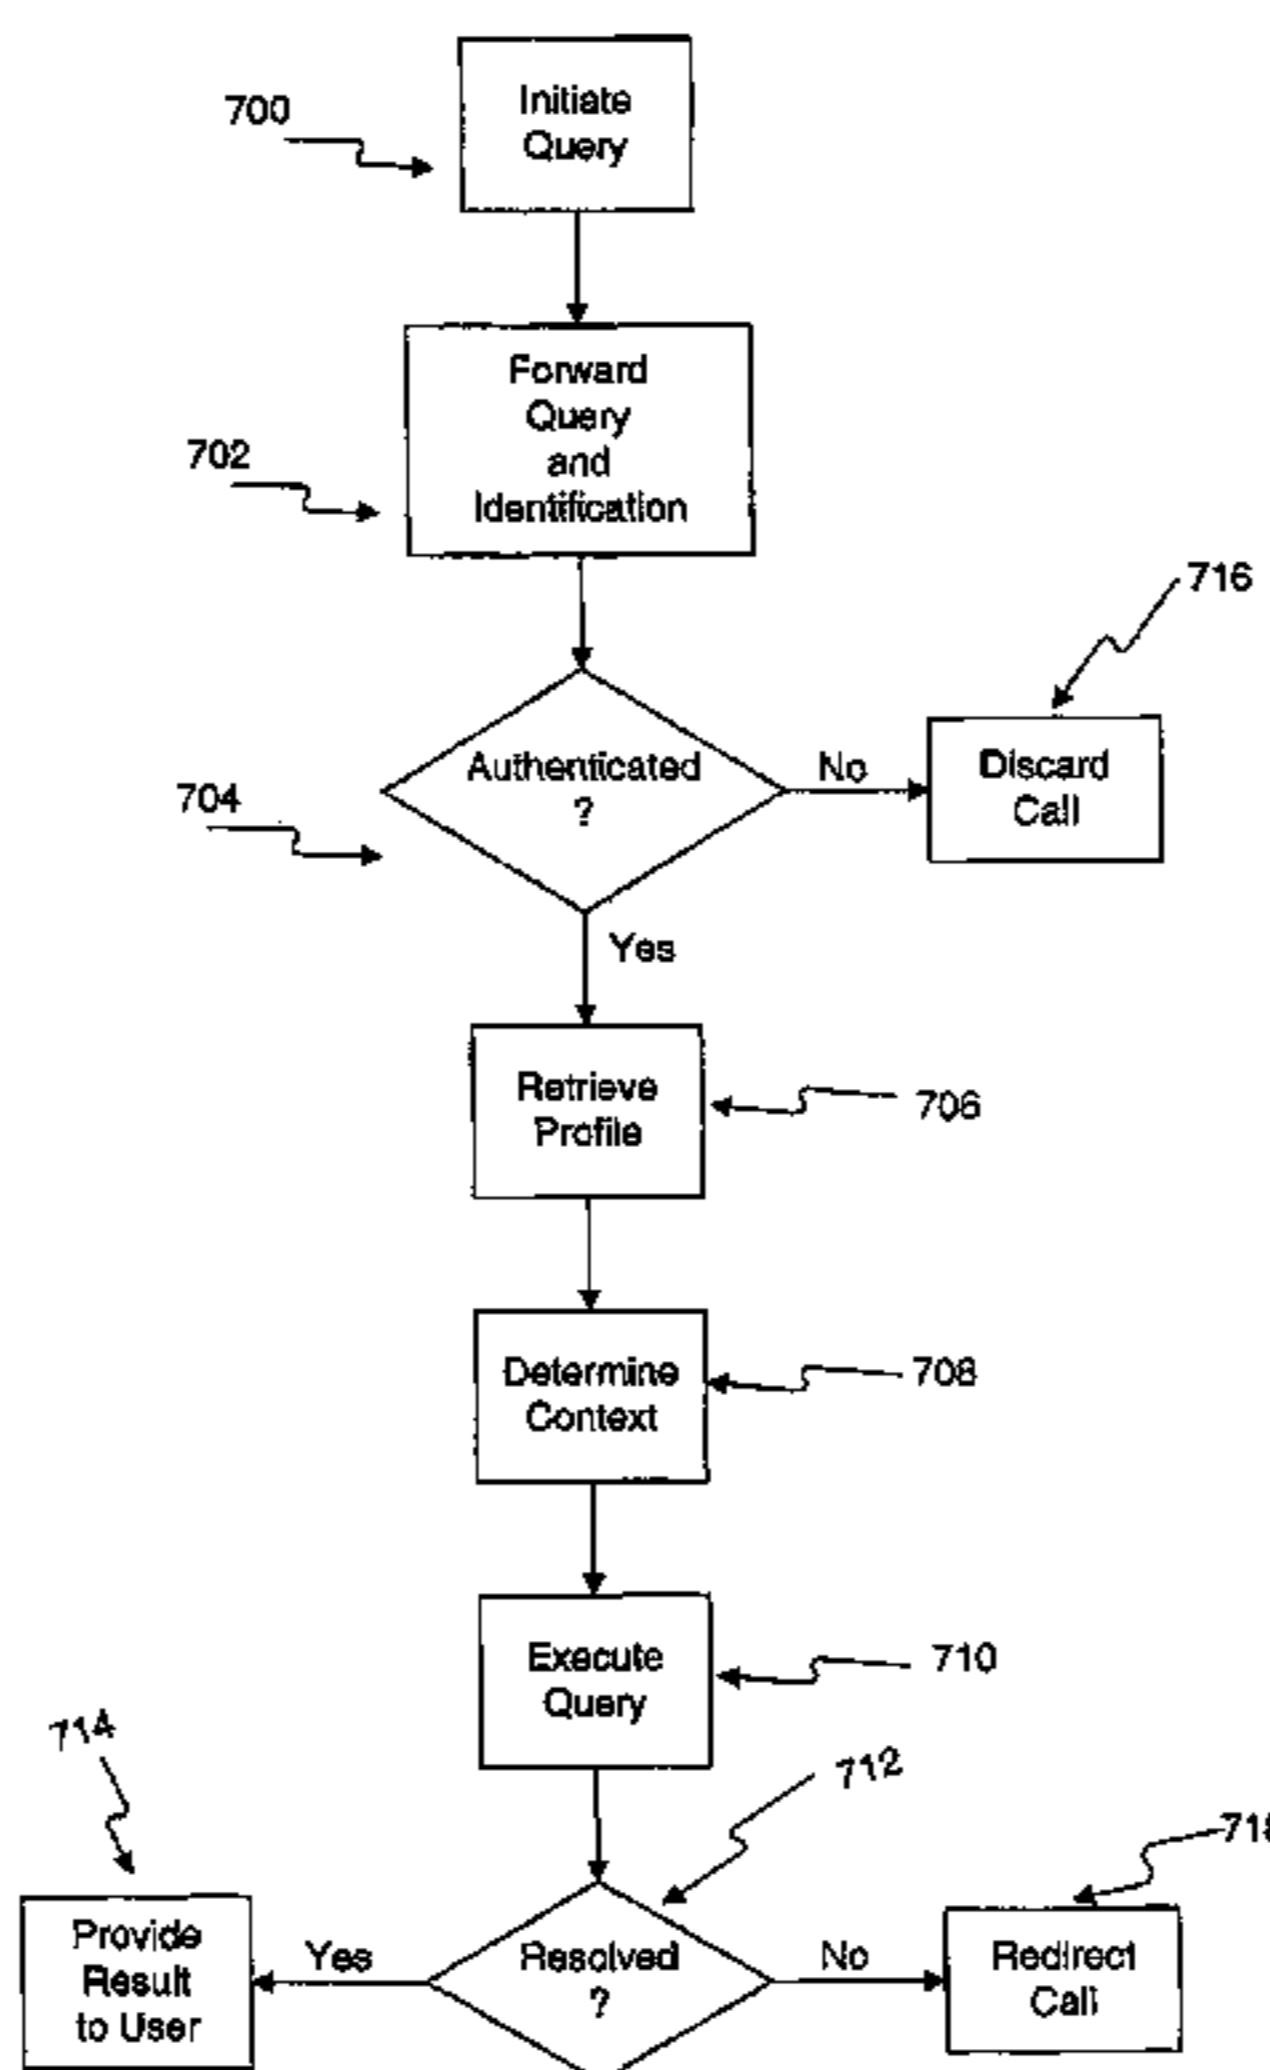 Initiate
Query
700
Forward
Query
and
Identification
702
716
Authenticated
?
No
Discard
Call
704
Yes
Retrieve
Profile
706
Determine
Context
708
Execute
Query
710
714
712
Provide
Result
to User
Yes
Resolved
?
No
Redirect
Call